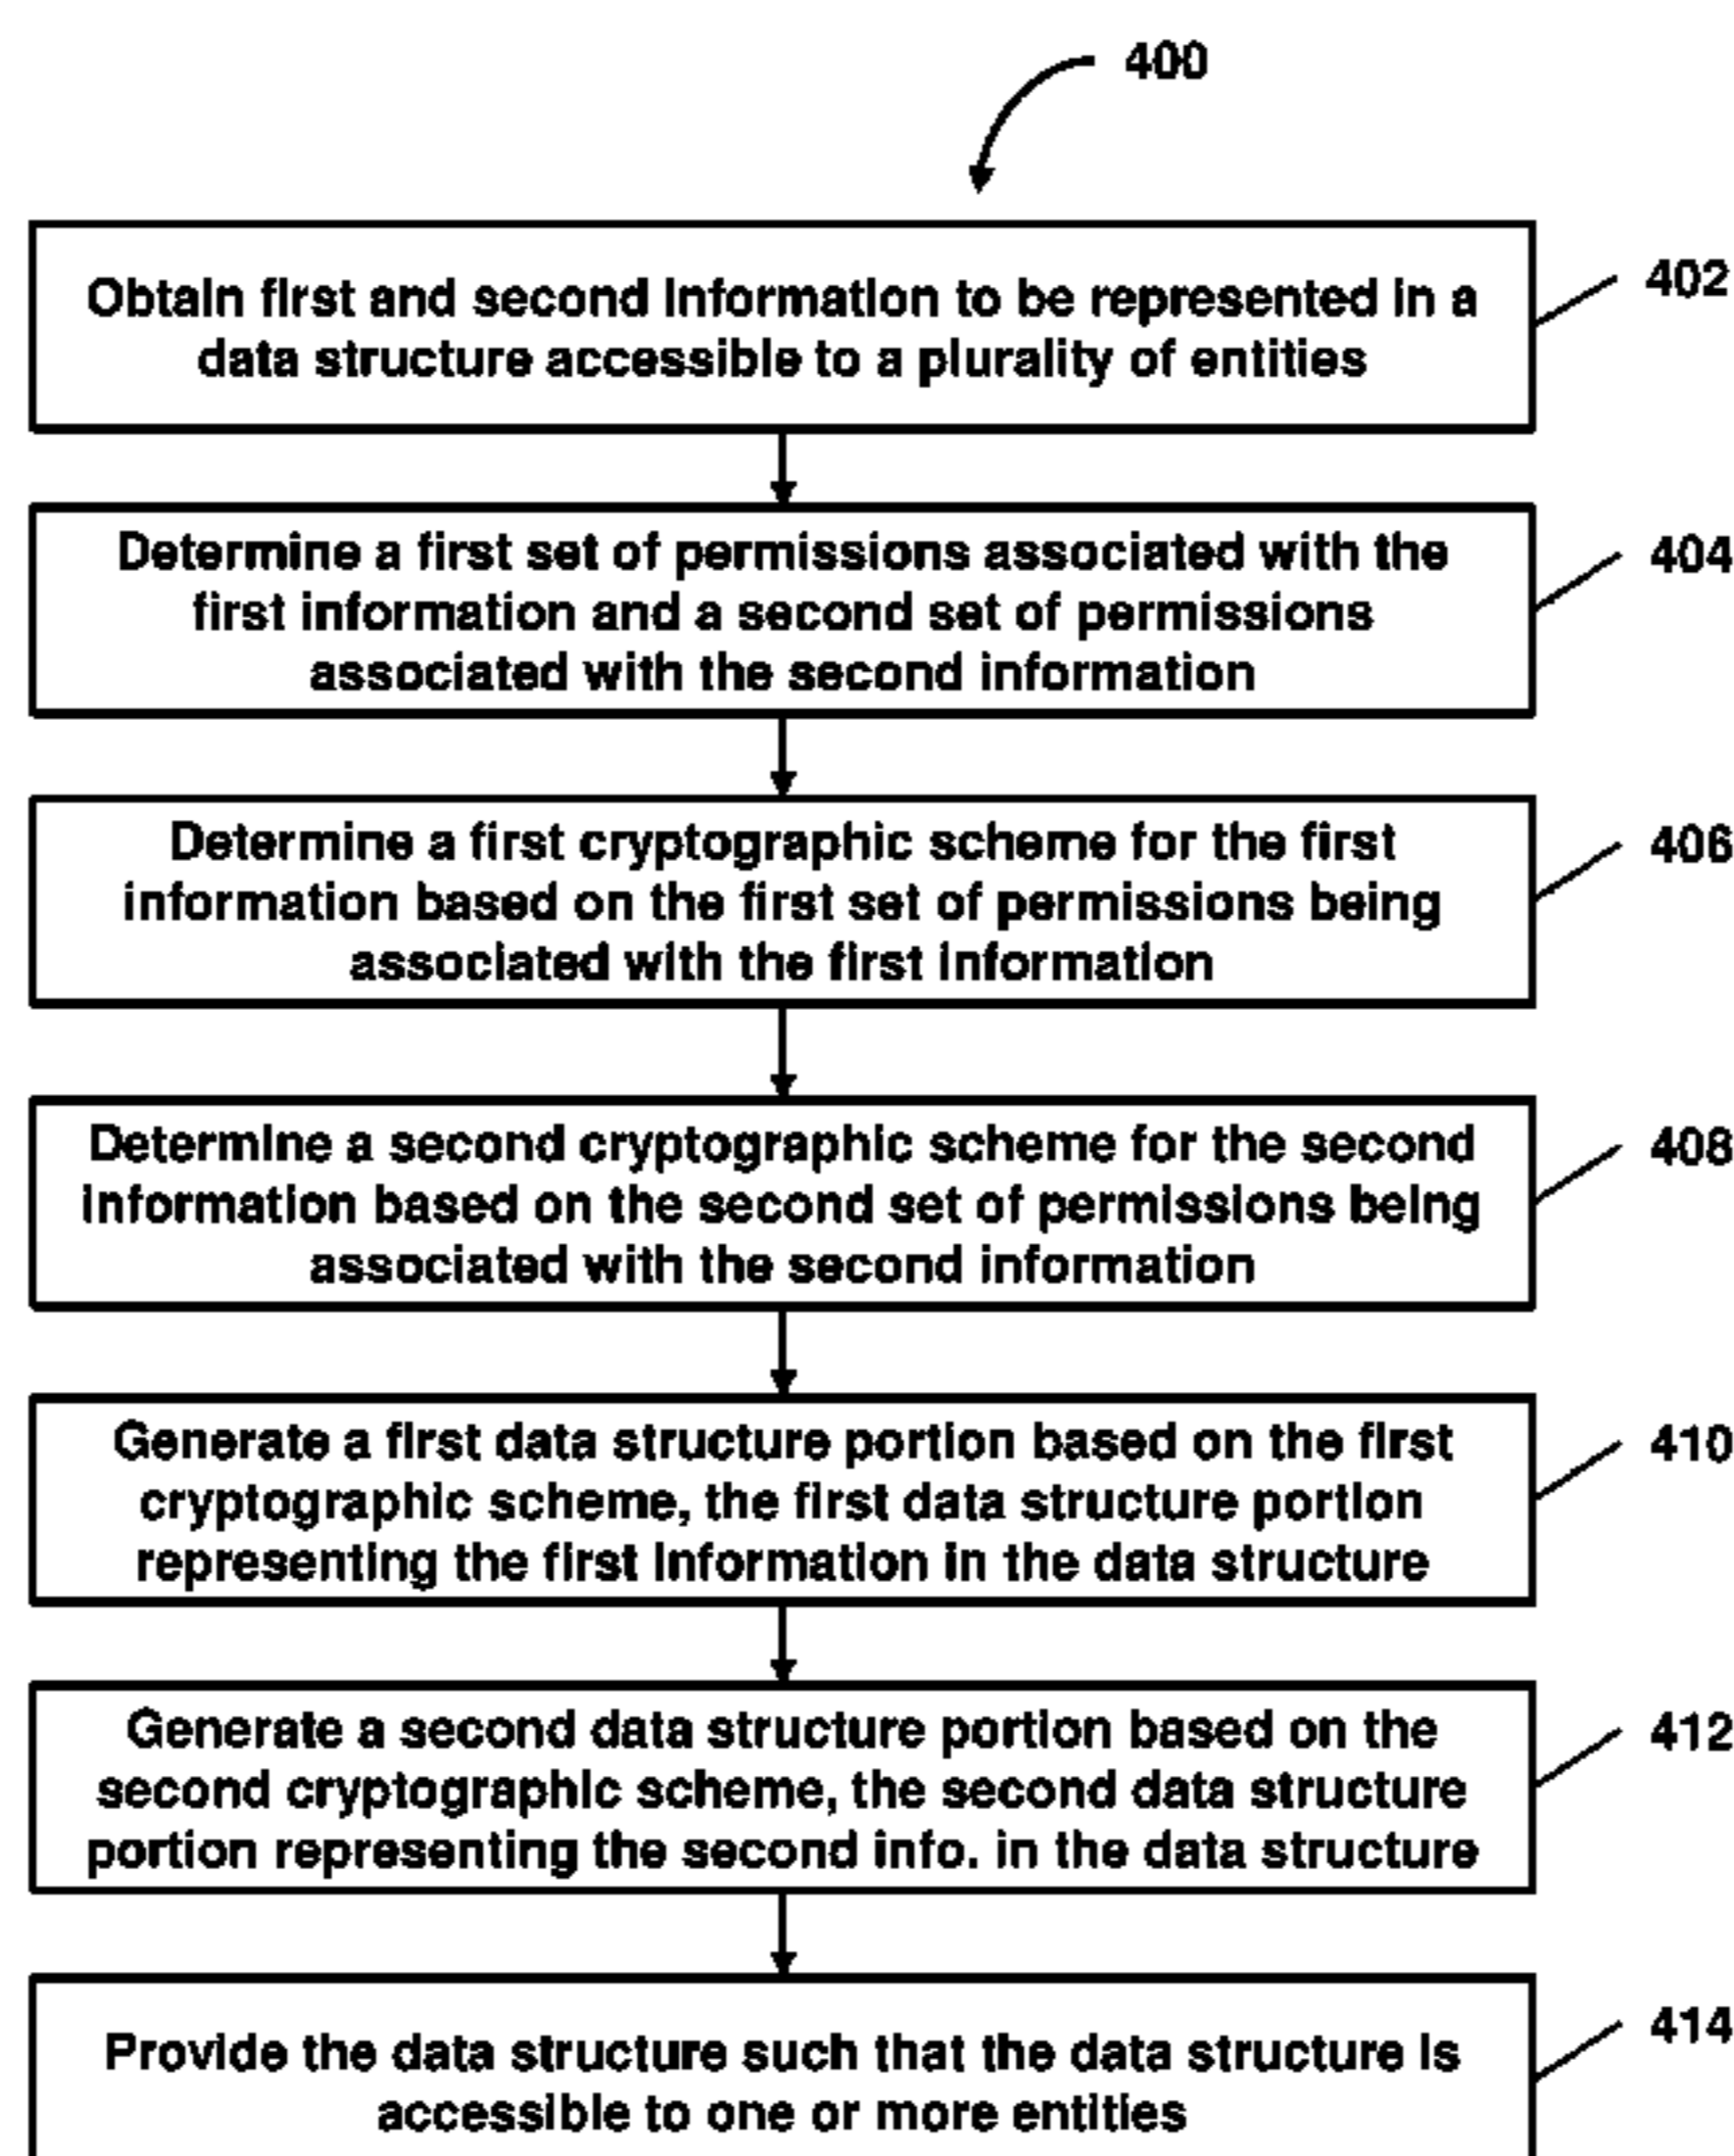 400
Obtain first and second information to be represented in a
data structure accessible to a plurality of entities
402
Determine a first set of permissions associated with the
first information and a second set of permissions
associated with the second information
404
Determine a first cryptographic scheme for the first
information based on the first set of permissions being
associated with the first information
406
Determine a second cryptographic scheme for the second
information based on the second set of permissions being
associated with the second information
408
Generate a first data structure portion based on the first
cryptographic scheme, the first data structure portion
representing the first information in the data structure
410
Generate a second data structure portion based on the
second cryptographic scheme, the second data structure
portion representing the second info. in the data structure
412
Provide the data structure such that the data structure is
accessible to one or more entities
414